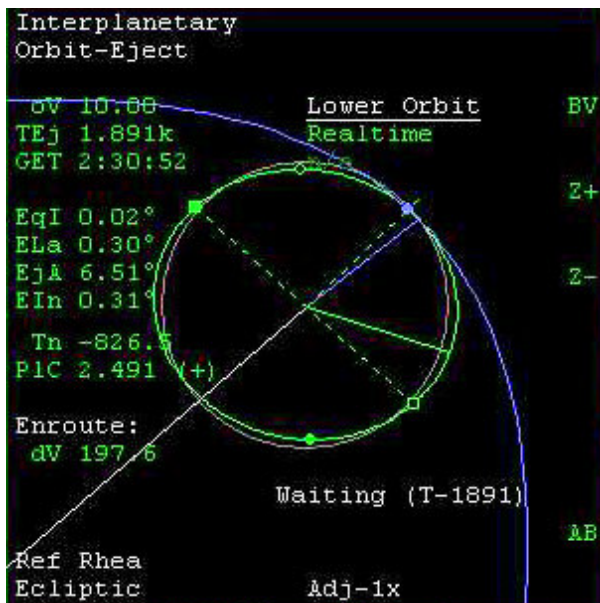 Interplanetary
Orbit-Eject
oV 10.08
Lower Orbit
BV
TEj 1.891k
Realtime
GET 2:30:52
Z+
EqI 0.02°
ELa 0.30°
EjA 6.51°
Z-
EIn 0.31°
Tn -826.5
PlC 2.491 (+)
Enroute:
dV 197.6
Waiting (T-1891)
AB
Ref Rhea
Ecliptic
Adj-1x